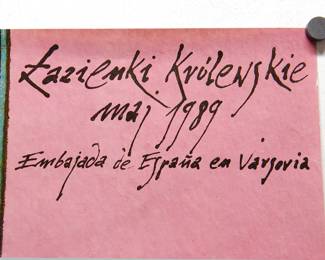 Łazienki Królewskie
maj 1989
Embajada de España en Varsovia